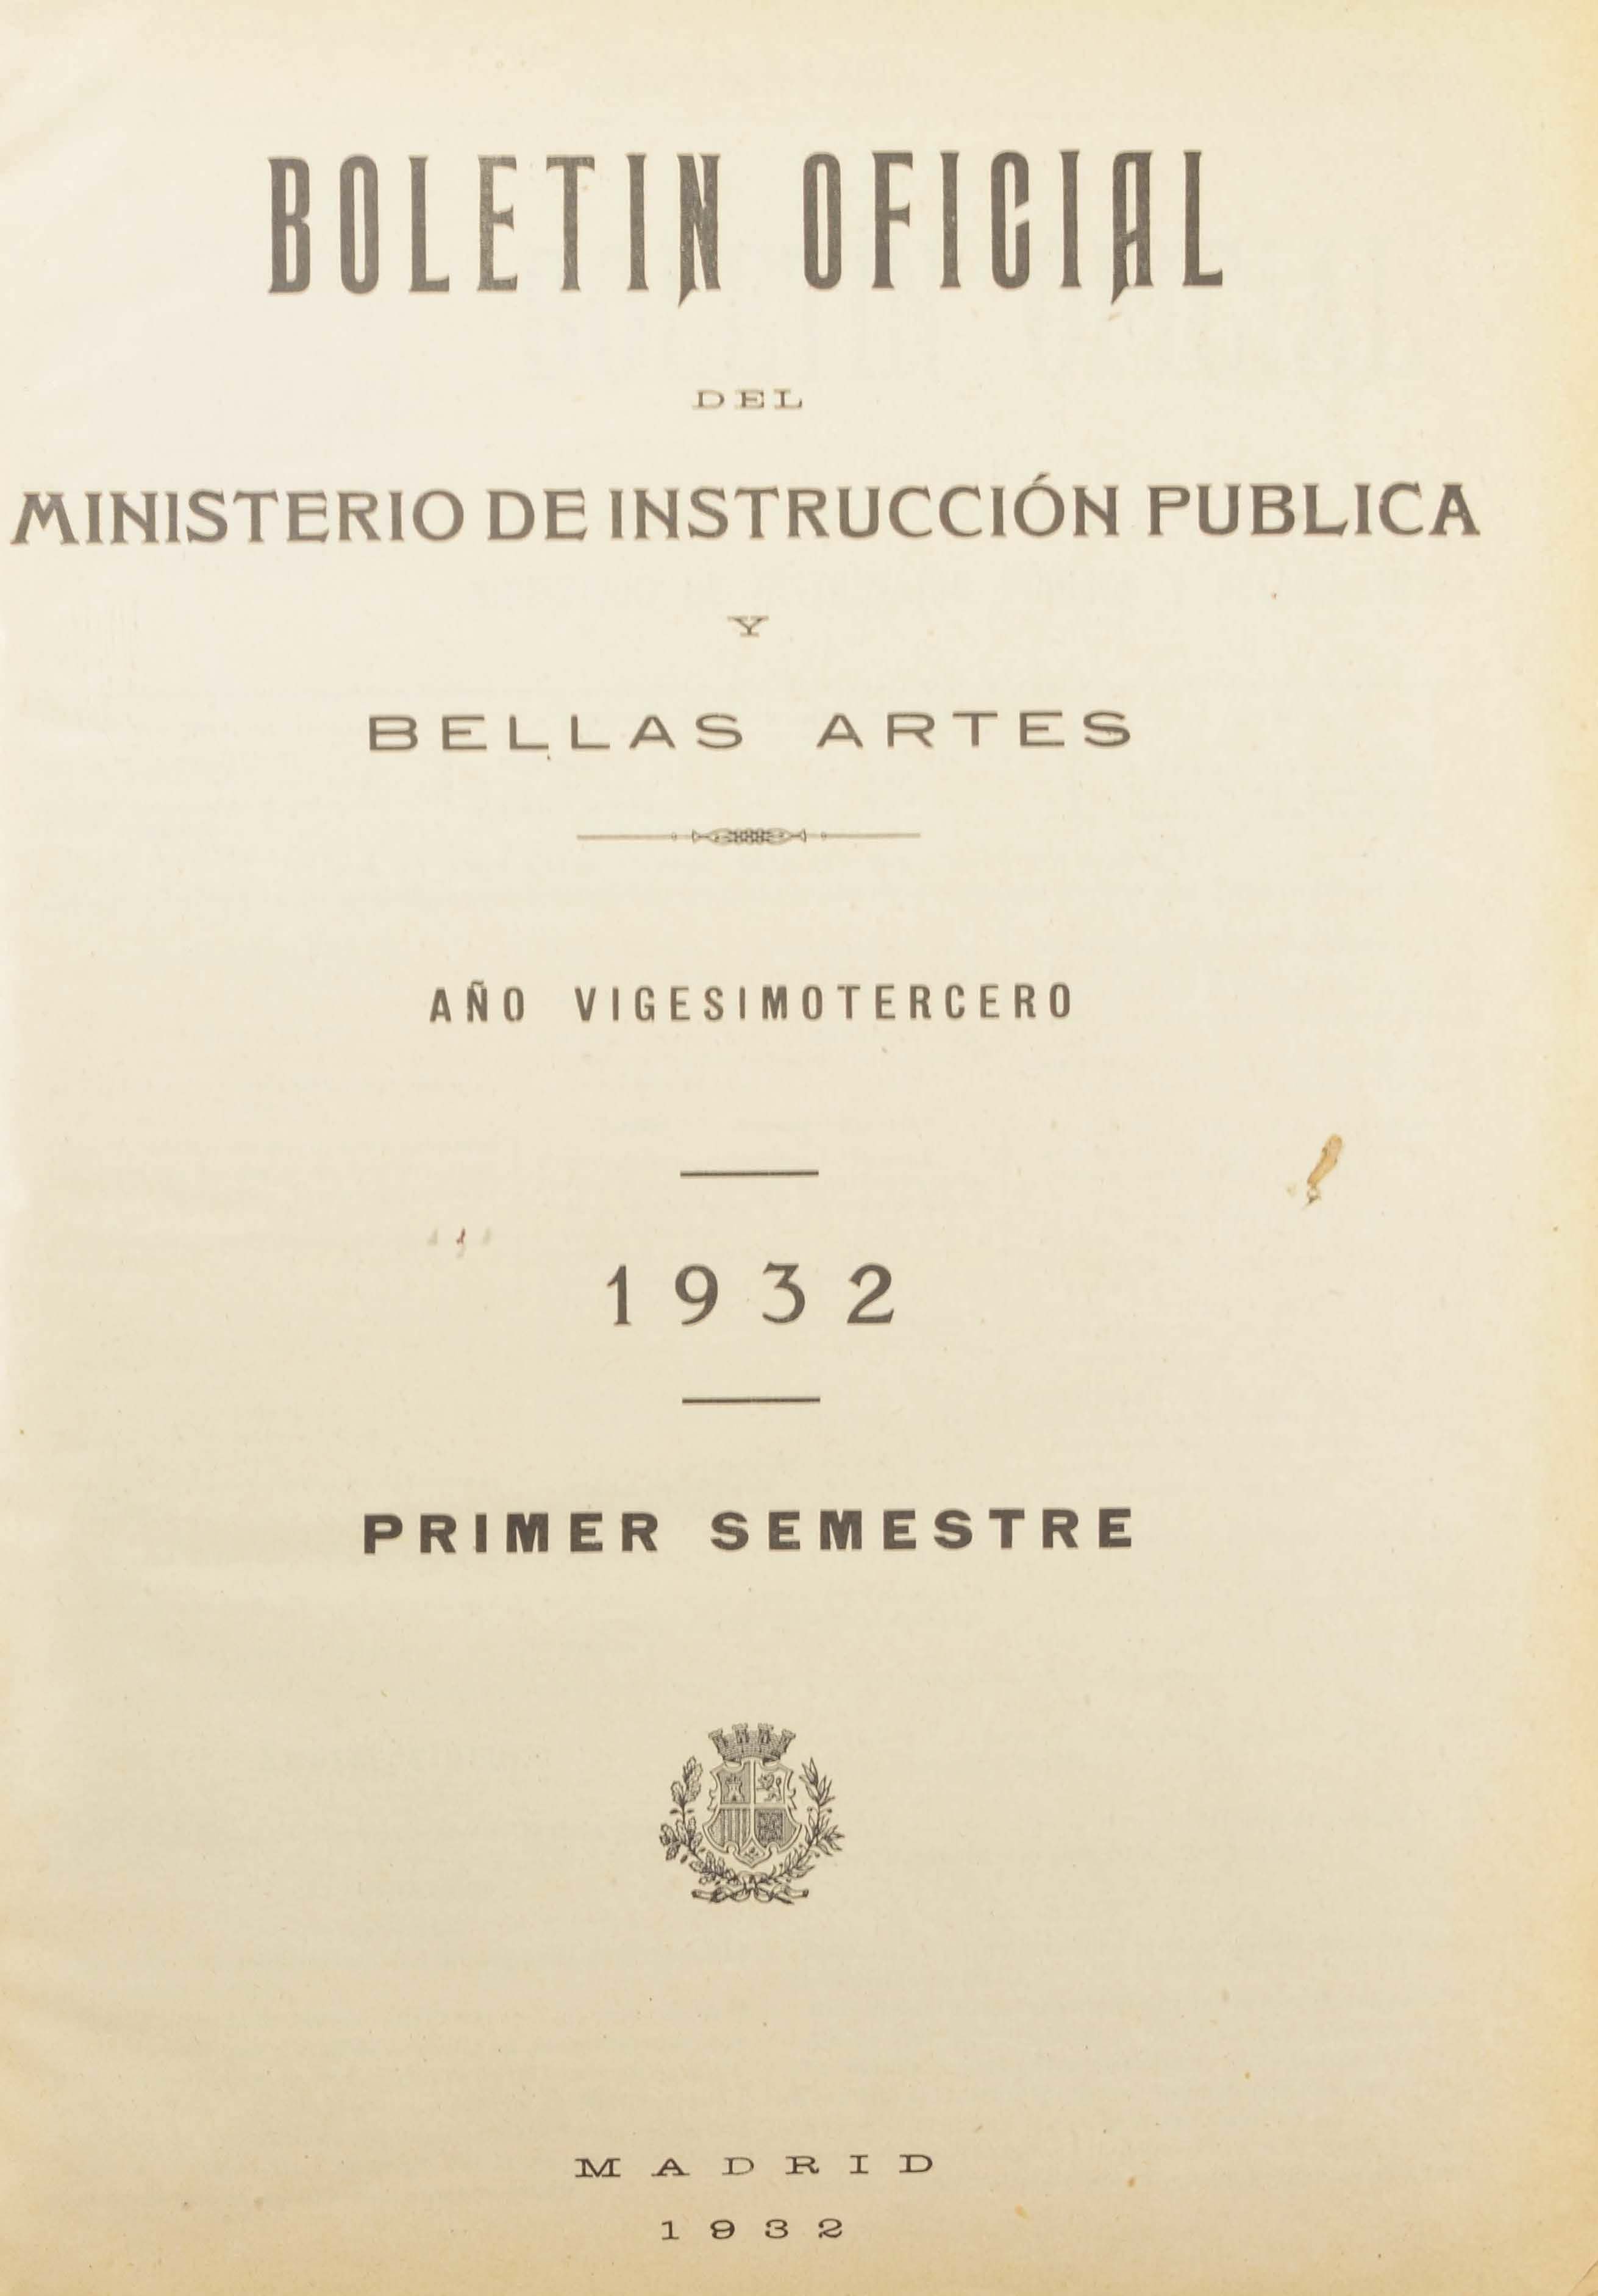 BOLETIN OFICIAL
DEL
MINISTERIO DE INSTRUCCIÓN PUBLICA
Y
BELLAS ARTES
AÑO VIGESIMOTERCERO
1932
PRIMER SEMESTRE
MADRID
1932